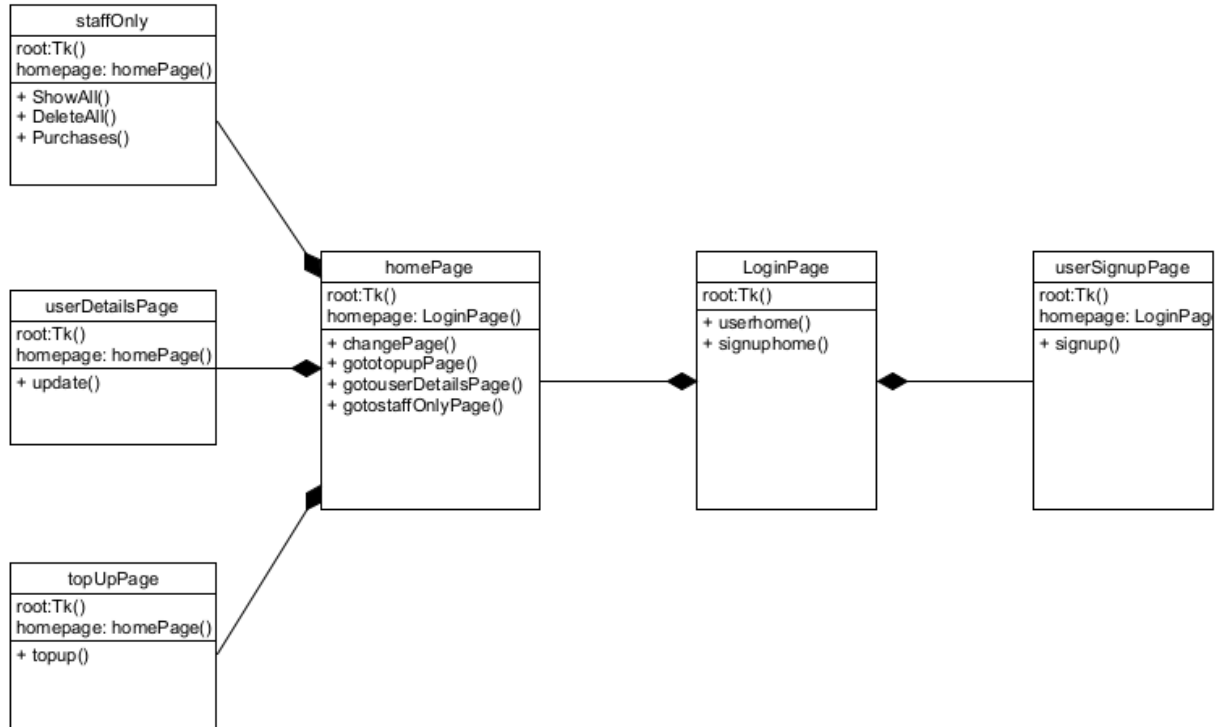 staffOnly
root:Tk()
homepage: homePage()
+ ShowAll()
+ DeleteAll()
+ Purchases()
userDetailsPage
root:Tk()
homepage: homePage()
+ update()
topUpPage
root:Tk()
homepage: homePage()
+ topup()
homePage
root:Tk()
homepage: LoginPage()
+ changePage()
+ gototopupPage()
+ gotouserDetailsPage()
+ gotostaffOnlyPage()
LoginPage
root:Tk()
+ userhome()
+ signuphome()
userSignupPage
root:Tk()
homepage: LoginPag
+ signup()